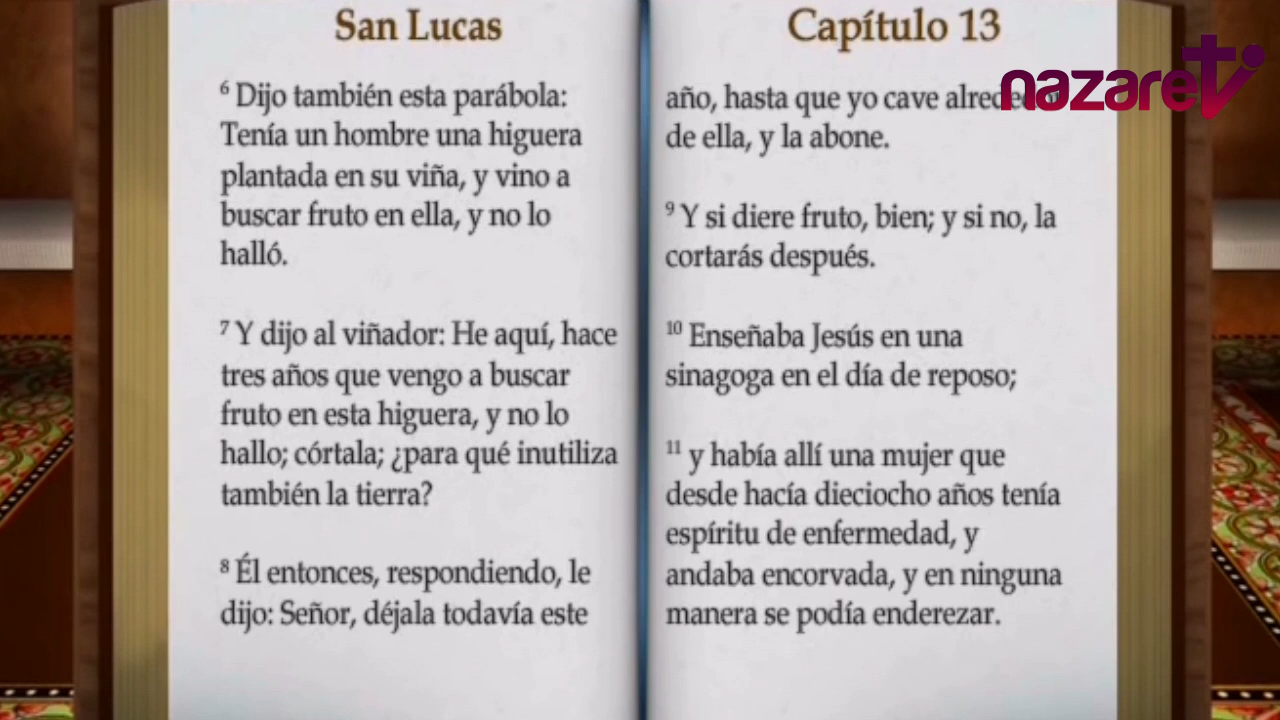 San Lucas
⁶ Dijo también esta parábola:
Tenía un hombre una higuera
plantada en su viña, y vino a
buscar fruto en ella, y no lo
halló.
⁷ Y dijo al viñador: He aquí, hace
tres años que vengo a buscar
fruto en esta higuera, y no lo
hallo; córtala; ¿para qué inutiliza
también la tierra?
⁸ Él entonces, respondiendo, le
dijo: Señor, déjala todavía este
Capítulo 13
año, hasta que yo cave alrededor
de ella, y la abone.
⁹ Y si diere fruto, bien; y si no, la
cortarás después.
¹⁰ Enseñaba Jesús en una
sinagoga en el día de reposo;
¹¹ y había allí una mujer que
desde hacía dieciocho años tenía
espíritu de enfermedad, y
andaba encorvada, y en ninguna
manera se podía enderezar.
nazaretv